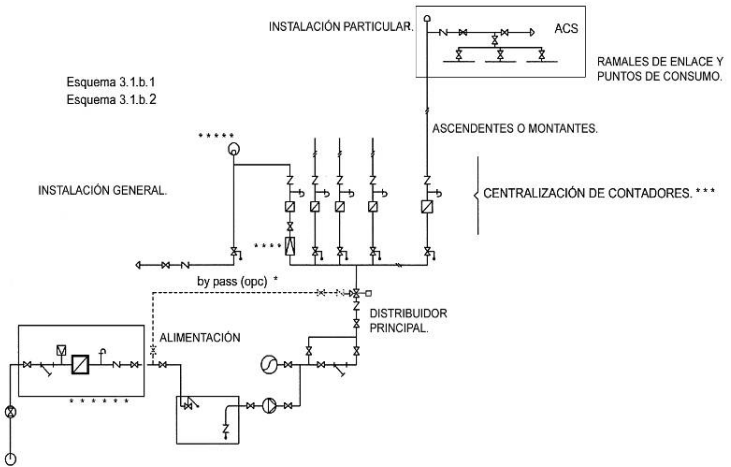 INSTALACIÓN PARTICULAR.
ACS
RAMALES DE ENLACE Y
PUNTOS DE CONSUMO.
Esquema 3.1.b.1
Esquema 3.1.b.2
ASCENDENTES O MONTANTES.
* * * * *
INSTALACIÓN GENERAL.
CENTRALIZACIÓN DE CONTADORES. * * *
* * * *
by pass (opc) *
DISTRIBUIDOR
PRINCIPAL.
ALIMENTACIÓN
* * * * * *